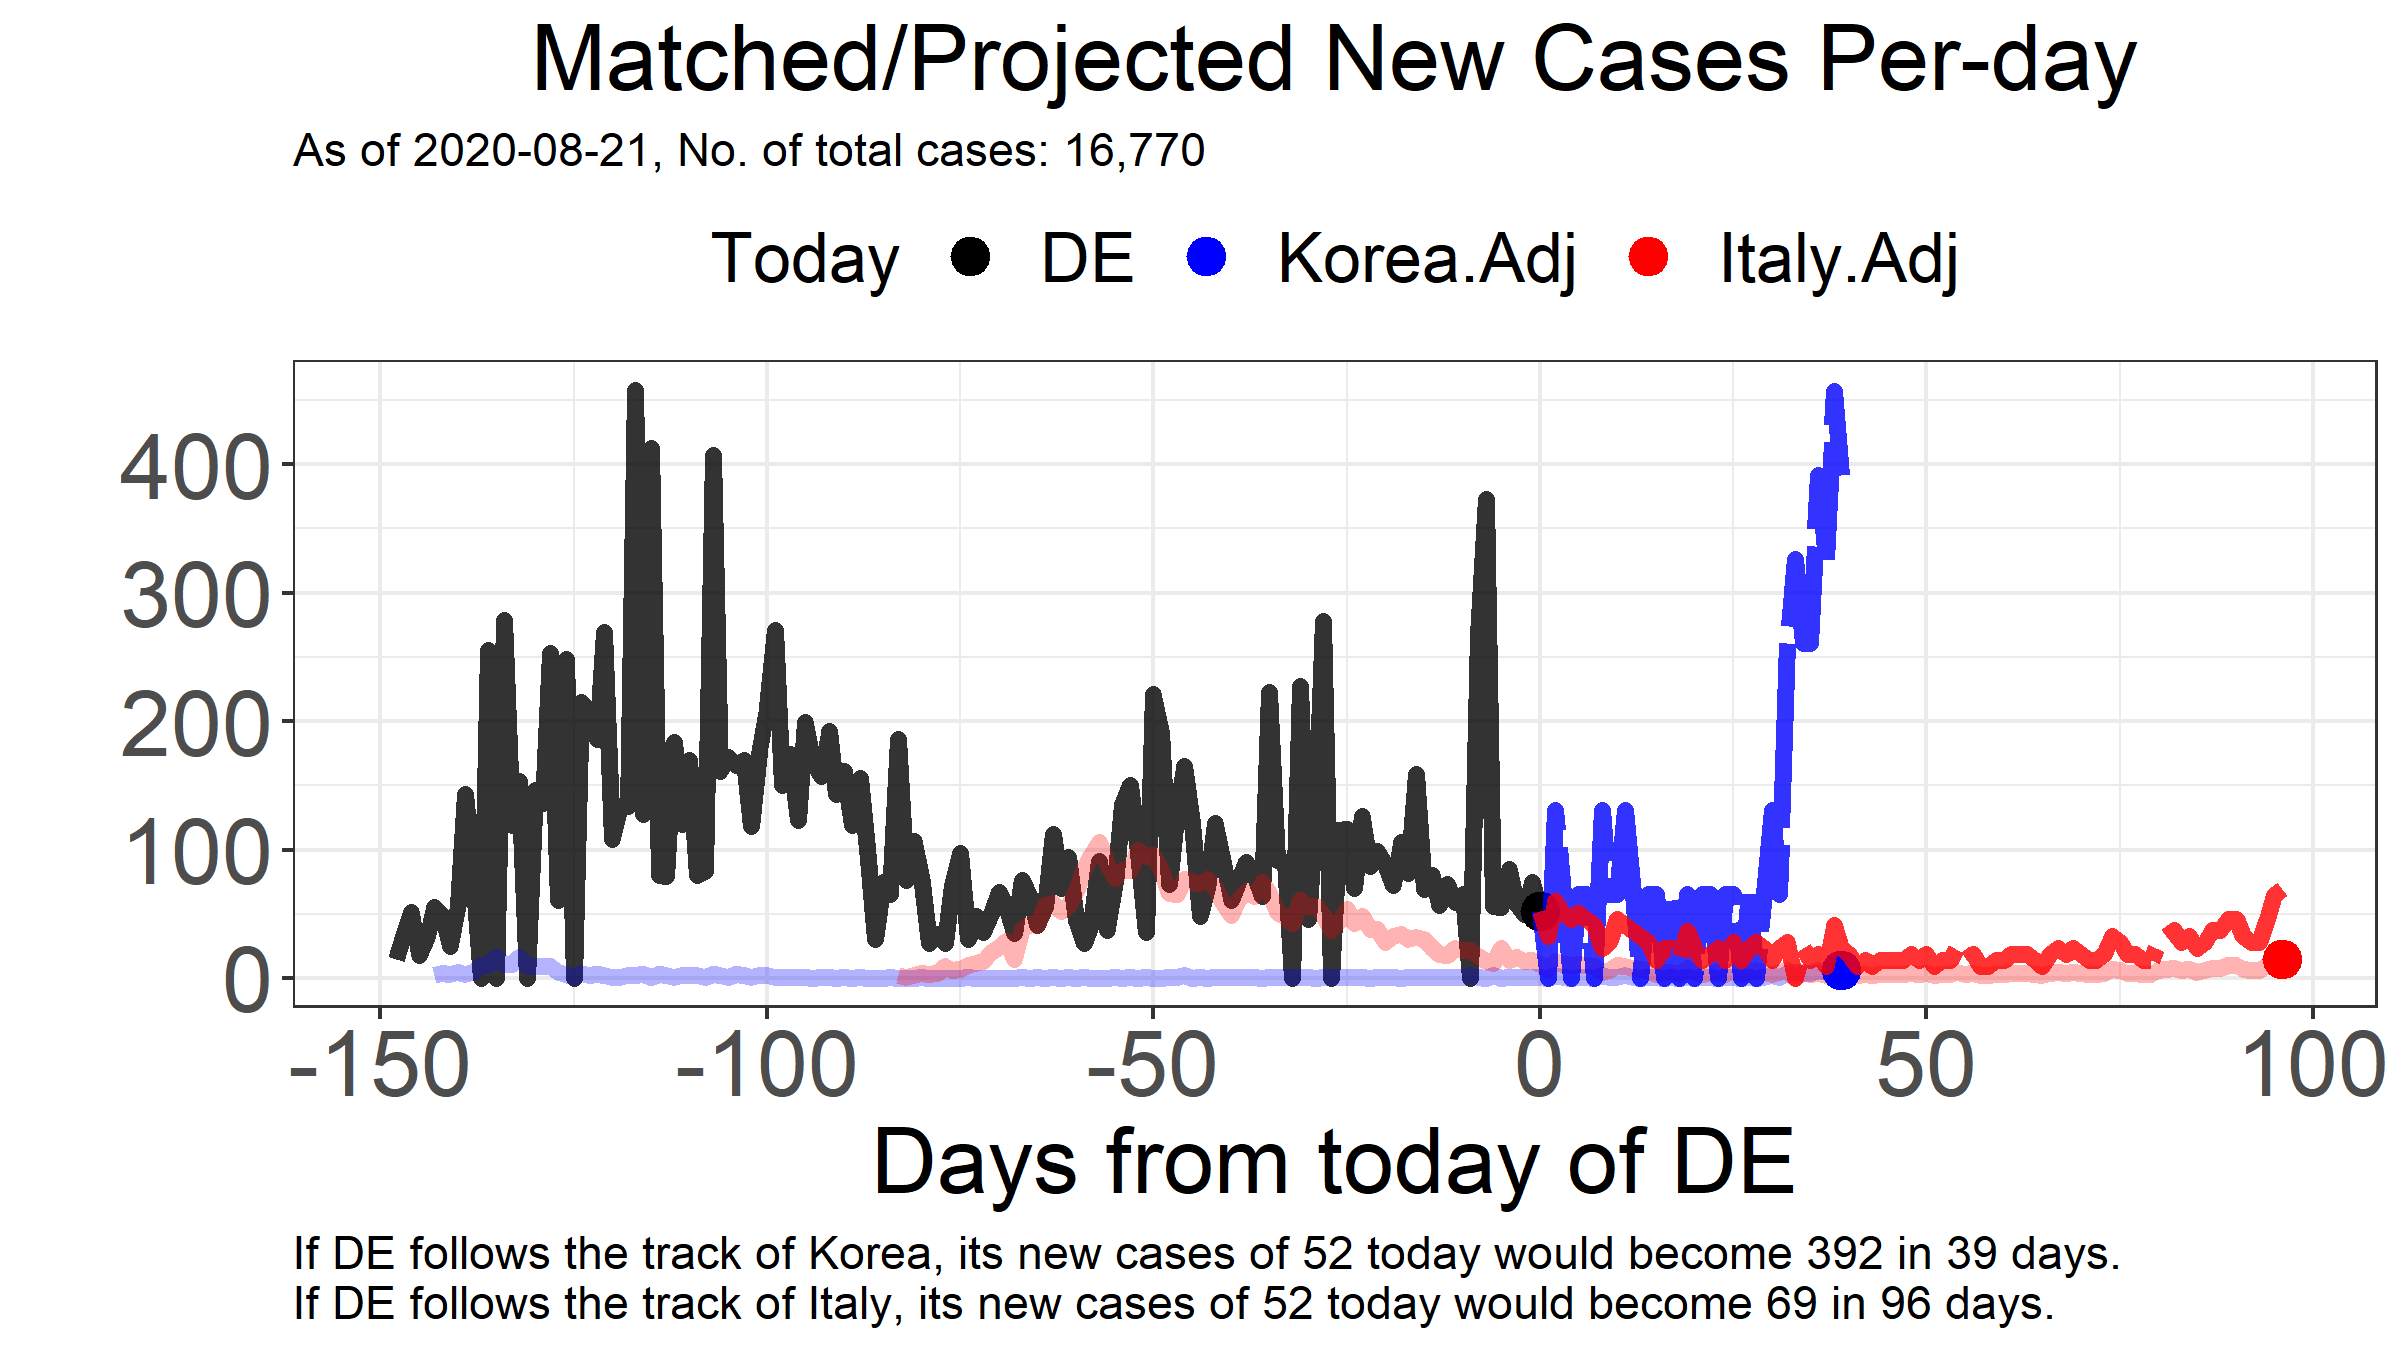 Matched/Projected New Cases Per-day
As of 2020-08-21, No. of total cases: 16,770
Today DE Korea.Adj Italy.Adj
400
300
200
100
0
-150 -100 -50 0 50 100
Days from today of DE
If DE follows the track of Korea, its new cases of 52 today would become 392 in 39 days.
If DE follows the track of Italy, its new cases of 52 today would become 69 in 96 days.